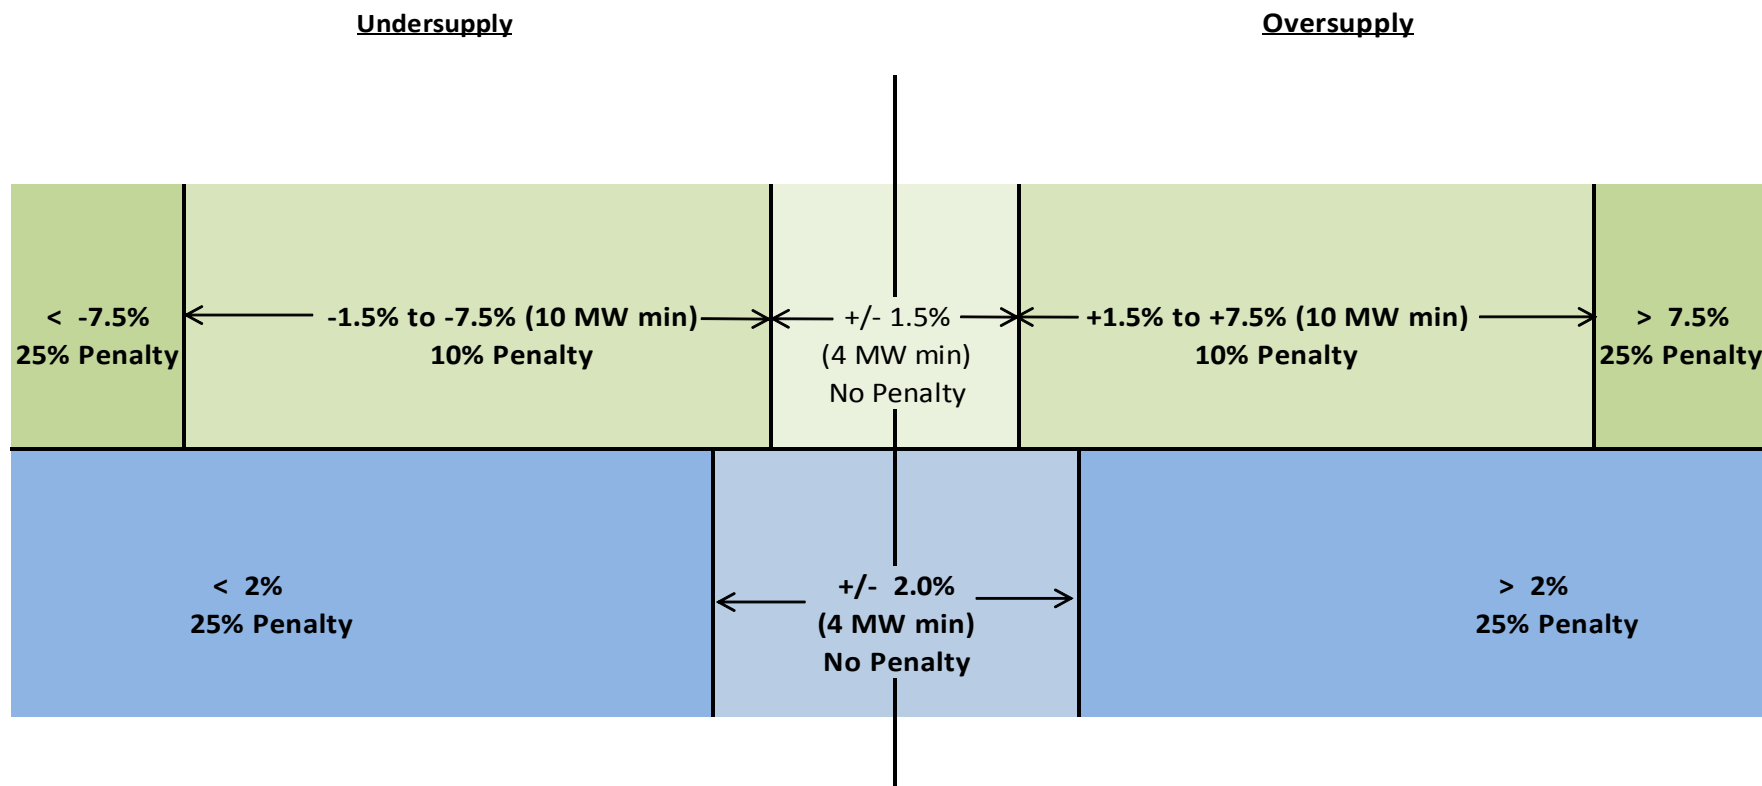 Undersupply
Oversupply
< -7.5%
25% Penalty
-1.5% to -7.5% (10 MW min)
10% Penalty
+/- 1.5%
(4 MW min)
No Penalty
+1.5% to +7.5% (10 MW min)
10% Penalty
> 7.5%
25% Penalty
< 2%
25% Penalty
+/- 2.0%
(4 MW min)
No Penalty
> 2%
25% Penalty